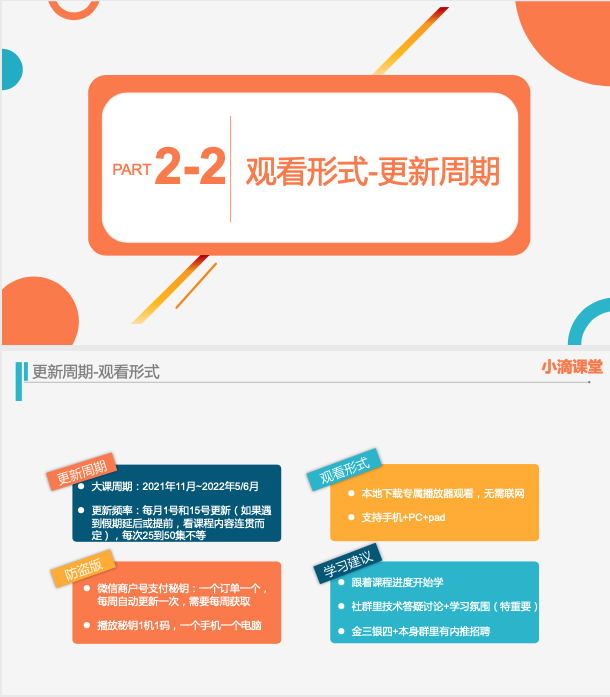 PART 2-2 观看形式-更新周期
更新周期-观看形式
小滴课堂
更新周期
大课周期：2021年11月~2022年5/6月
更新频率：每月1号和15号更新（如果遇
到假期延后或提前，看课程内容连贯而
定），每次25到50集不等
观看形式
本地下载专属播放器观看，无需联网
支持手机+PC+pad
防盗版
微信商户号支付秘钥：一个订单一个，
每周自动更新一次，需要每周获取
播放秘钥1机1码，一个手机一个电脑
学习建议
跟着课程进度开始学
社群里技术答疑讨论+学习氛围（特重要）
金三银四+本身群里有内推招聘